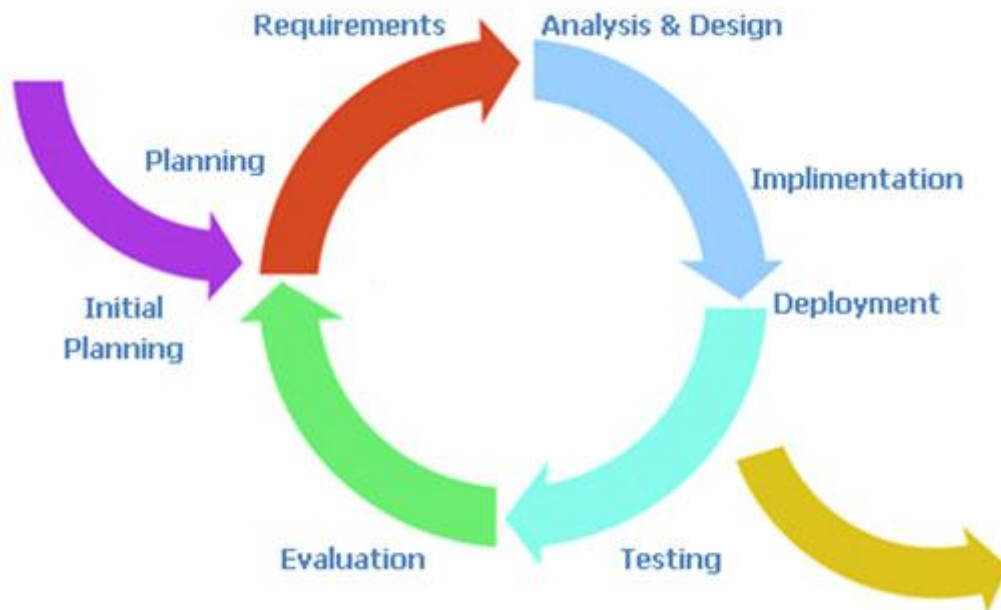 Requirements
Analysis & Design
Planning
Implimentation
Initial
Planning
Deployment
Evaluation
Testing